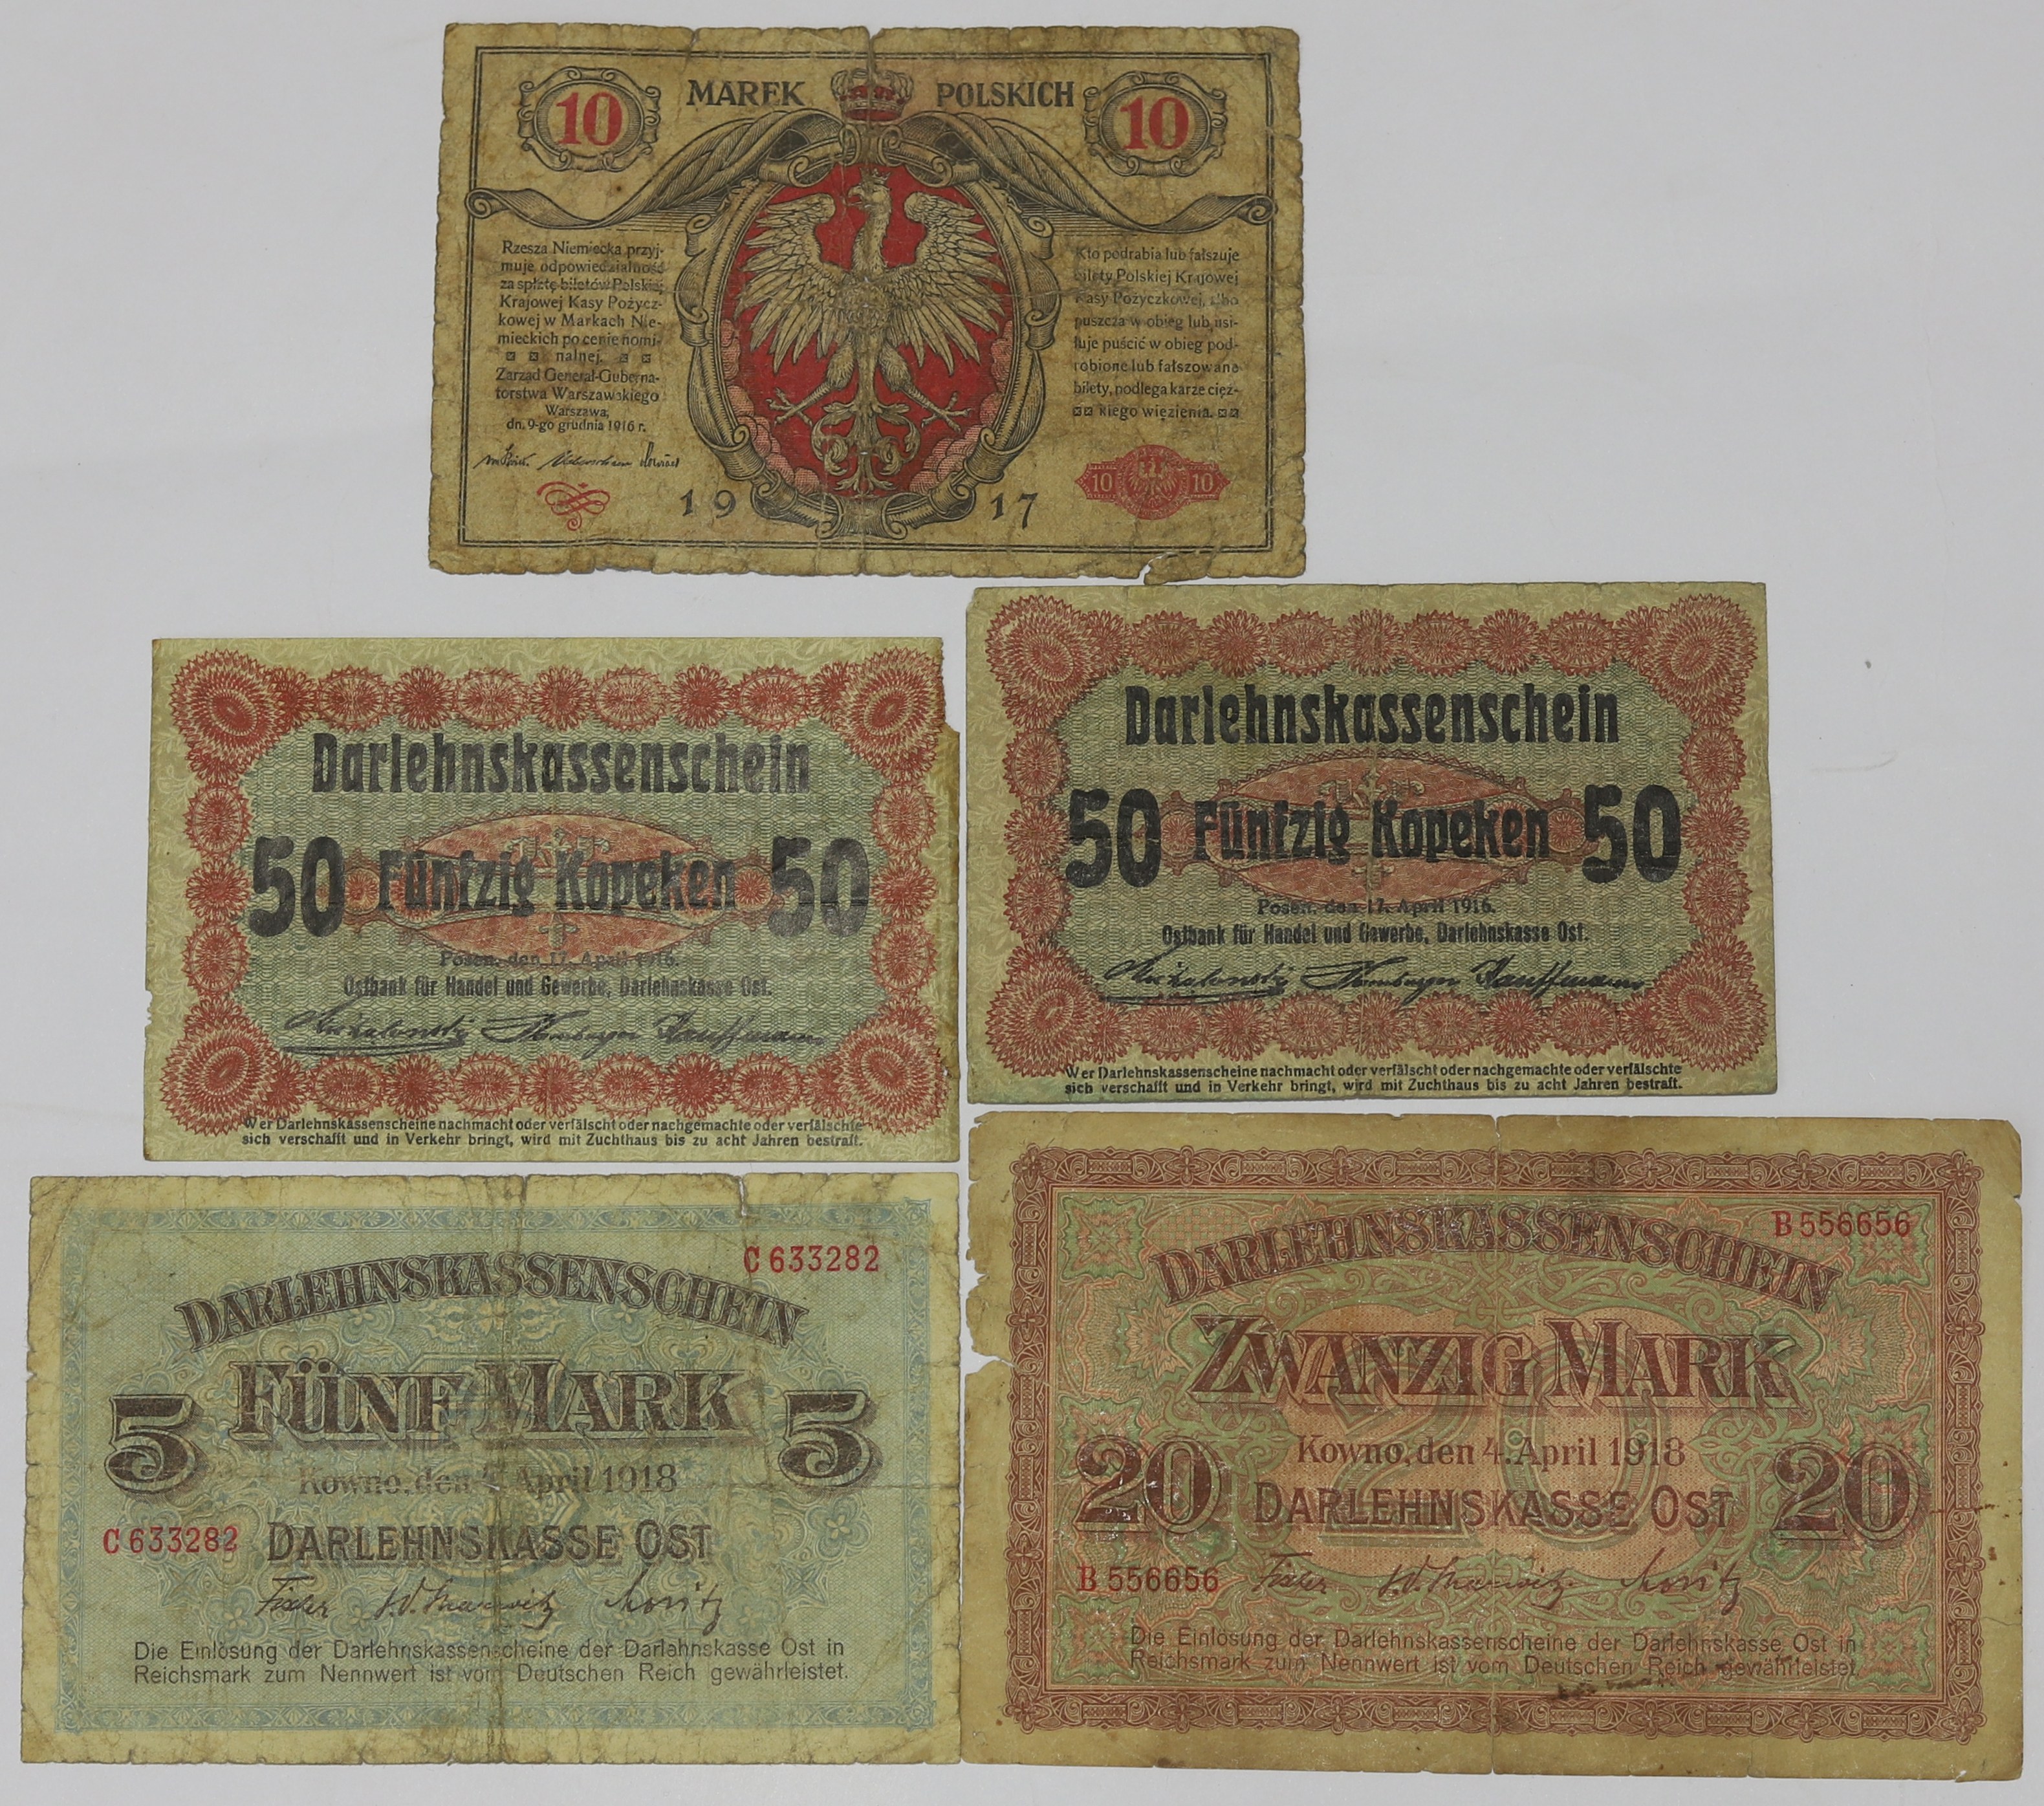 10 MAREK POLSKICH 10
Rzesza Niemiecka przyj-
muje odpowiedzialność
za spłatę biletów Polskiej
Krajowej Kasy Pożycz-
kowej w Markach Nie-
mieckich po cenie nomi-
nalnej.
Zarząd General-Guberna-
torstwa Warszawskiego
Warszawa,
dn. 9-go grudnia 1916 r.
Kto podrabia lub fałszuje
bilety Polskiej Krajowej
Kasy Pożyczkowej, albo
puszcza w obieg lub usi-
łuje puścić w obieg pod-
robione lub fałszowane
bilety, podlega karze cięż-
kiego więzienia.
10 10
19 17
Darlehnskassenschein
50 Fünfzig Kopeken 50
Posen, den 17. April 1916.
Ostbank für Handel und Gewerbe, Darlehnskasse Ost.
Michalowsky Homburger Kauffmann
Wer Darlehnskassenscheine nachmacht oder verfälscht oder nachgemachte oder verfälschte
sich verschafft und in Verkehr bringt, wird mit Zuchthaus bis zu acht Jahren bestraft.
Darlehnskassenschein
50 Fünfzig Kopeken 50
Posen, den 17. April 1916.
Ostbank für Handel und Gewerbe, Darlehnskasse Ost.
Michalowsky Homburger Kauffmann
Wer Darlehnskassenscheine nachmacht oder verfälscht oder nachgemachte oder verfälschte
sich verschafft und in Verkehr bringt, wird mit Zuchthaus bis zu acht Jahren bestraft.
C 633282
DARLEHNSKASSENSCHEIN
5 FÜNF MARK 5
Kowno, den 4. April 1918
C 633282 DARLEHNSKASSE OST
Die Einlösung der Darlehnskassenscheine der Darlehnskasse Ost in
Reichsmark zum Nennwert ist vom Deutschen Reich gewährleistet.
B 556656
DARLEHNSKASSENSCHEIN
ZWANZIG MARK
Kowno, den 4. April 1918
20 DARLEHNSKASSE OST 20
B 556656
Die Einlösung der Darlehnskassenscheine der Darlehnskasse Ost in
Reichsmark zum Nennwert ist vom Deutschen Reich gewährleistet